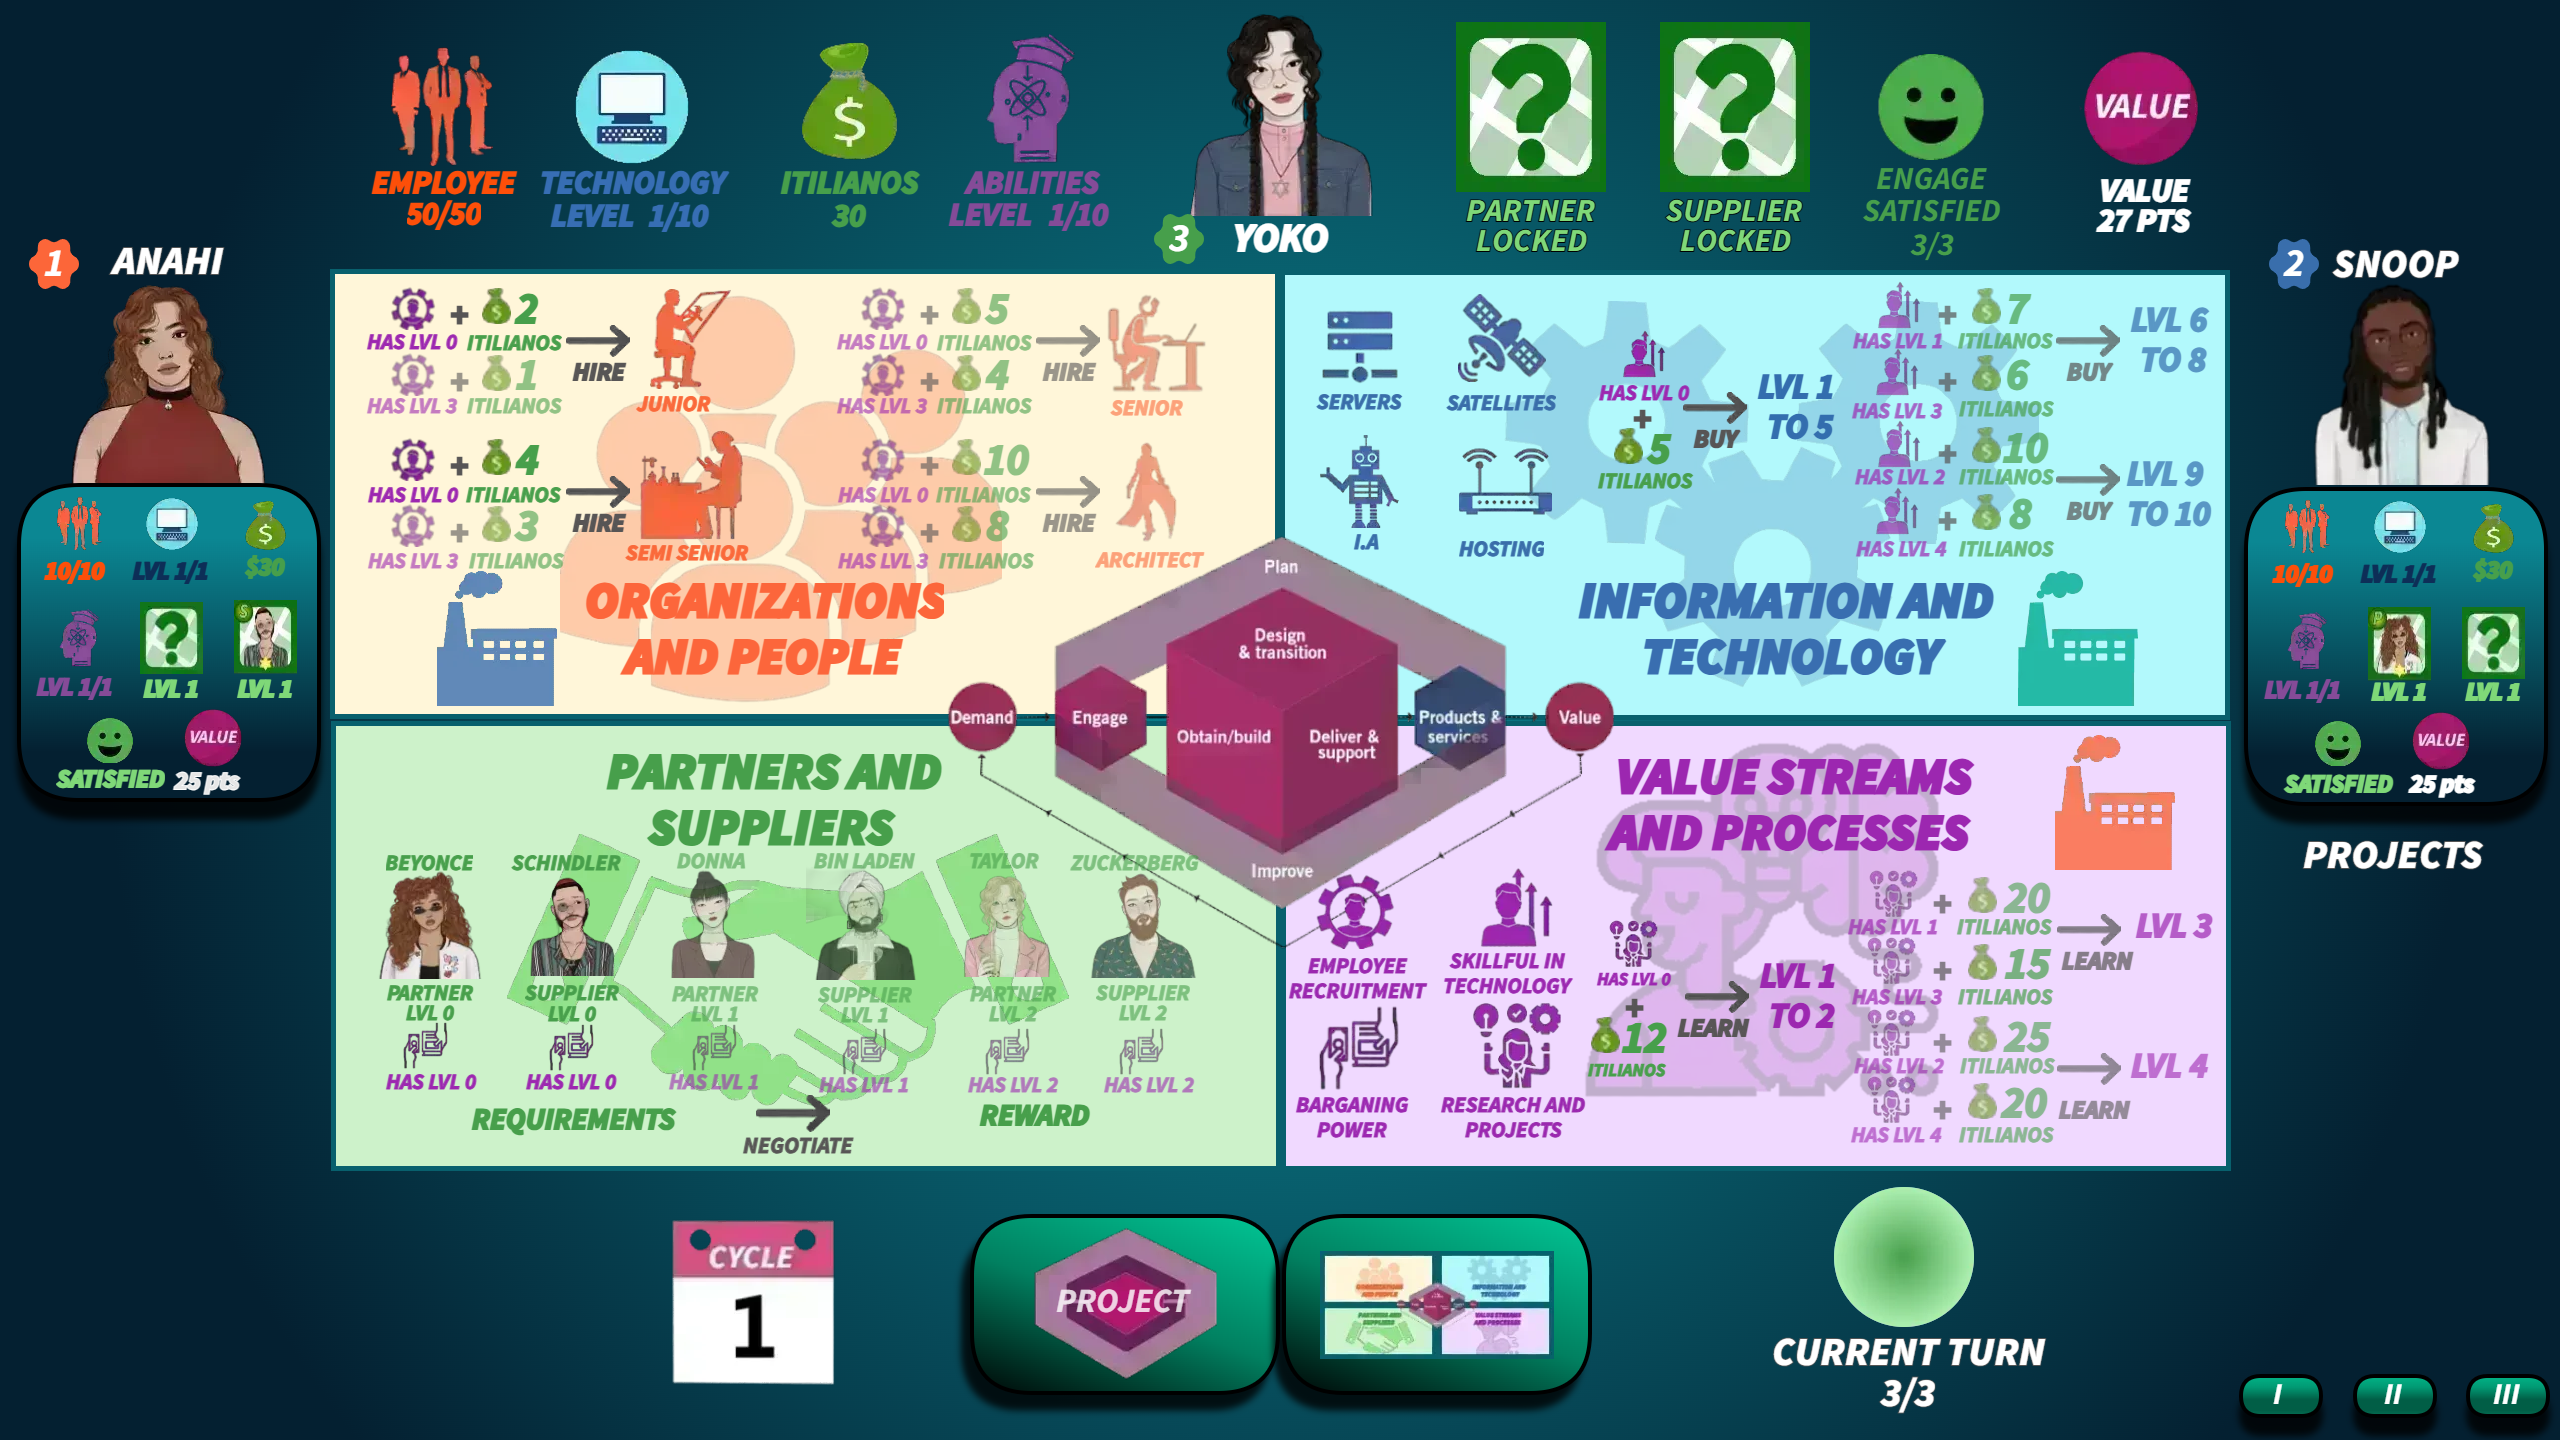 EMPLOYEE
50/50
TECHNOLOGY
LEVEL 1/10
$
ITILIANOS
30
ABILITIES
LEVEL 1/10
3
YOKO
?
PARTNER
LOCKED
?
SUPPLIER
LOCKED
ENGAGE
SATISFIED
3/3
VALUE
VALUE
27 PTS
1
ANAHI
10/10
LVL 1/1
$
$30
LVL 1/1
?
LVL 1
$
LVL 1
SATISFIED
VALUE
25 pts
2
SNOOP
10/10
LVL 1/1
$
$30
LVL 1/1
LVL 1
?
LVL 1
SATISFIED
VALUE
25 pts
PROJECTS
+ $ 2
HAS LVL 0 ITILIANOS
+ $ 1
HAS LVL 3 ITILIANOS
HIRE
JUNIOR
+ $ 5
HAS LVL 0 ITILIANOS
+ $ 4
HAS LVL 3 ITILIANOS
HIRE
SENIOR
+ $ 4
HAS LVL 0 ITILIANOS
+ $ 3
HAS LVL 3 ITILIANOS
HIRE
SEMI SENIOR
+ $ 10
HAS LVL 0 ITILIANOS
+ $ 8
HAS LVL 3 ITILIANOS
HIRE
ARCHITECT
ORGANIZATIONS
AND PEOPLE
SERVERS
SATELLITES
I.A
HOSTING
HAS LVL 0
+
$ 5
ITILIANOS
BUY
LVL 1
TO 5
+ $ 7
HAS LVL 1 ITILIANOS
+ $ 6
HAS LVL 3 ITILIANOS
BUY
LVL 6
TO 8
+ $ 10
HAS LVL 2 ITILIANOS
+ $ 8
HAS LVL 4 ITILIANOS
BUY
LVL 9
TO 10
INFORMATION AND
TECHNOLOGY
Plan
Design
& transition
Demand
Engage
Obtain/build
Deliver &
support
Products &
services
Value
Improve
PARTNERS AND
SUPPLIERS
BEYONCE
SCHINDLER
DONNA
BIN LADEN
TAYLOR
ZUCKERBERG
PARTNER
LVL 0
SUPPLIER
LVL 0
PARTNER
LVL 1
SUPPLIER
LVL 1
PARTNER
LVL 2
SUPPLIER
LVL 2
HAS LVL 0
HAS LVL 0
HAS LVL 1
HAS LVL 1
HAS LVL 2
HAS LVL 2
REQUIREMENTS
NEGOTIATE
REWARD
VALUE STREAMS
AND PROCESSES
EMPLOYEE
RECRUITMENT
SKILLFUL IN
TECHNOLOGY
BARGANING
POWER
RESEARCH AND
PROJECTS
HAS LVL 0
+
$ 12
ITILIANOS
LEARN
LVL 1
TO 2
+ $ 20
HAS LVL 1 ITILIANOS
+ $ 15
HAS LVL 3 ITILIANOS
LEARN
LVL 3
+ $ 25
HAS LVL 2 ITILIANOS
+ $ 20
HAS LVL 4 ITILIANOS
LEARN
LVL 4
CYCLE
1
PROJECT
ORGANIZATIONS
AND PEOPLE
INFORMATION AND
TECHNOLOGY
PARTNERS AND
SUPPLIERS
VALUE STREAMS
AND PROCESSES
CURRENT TURN
3/3
I
II
III